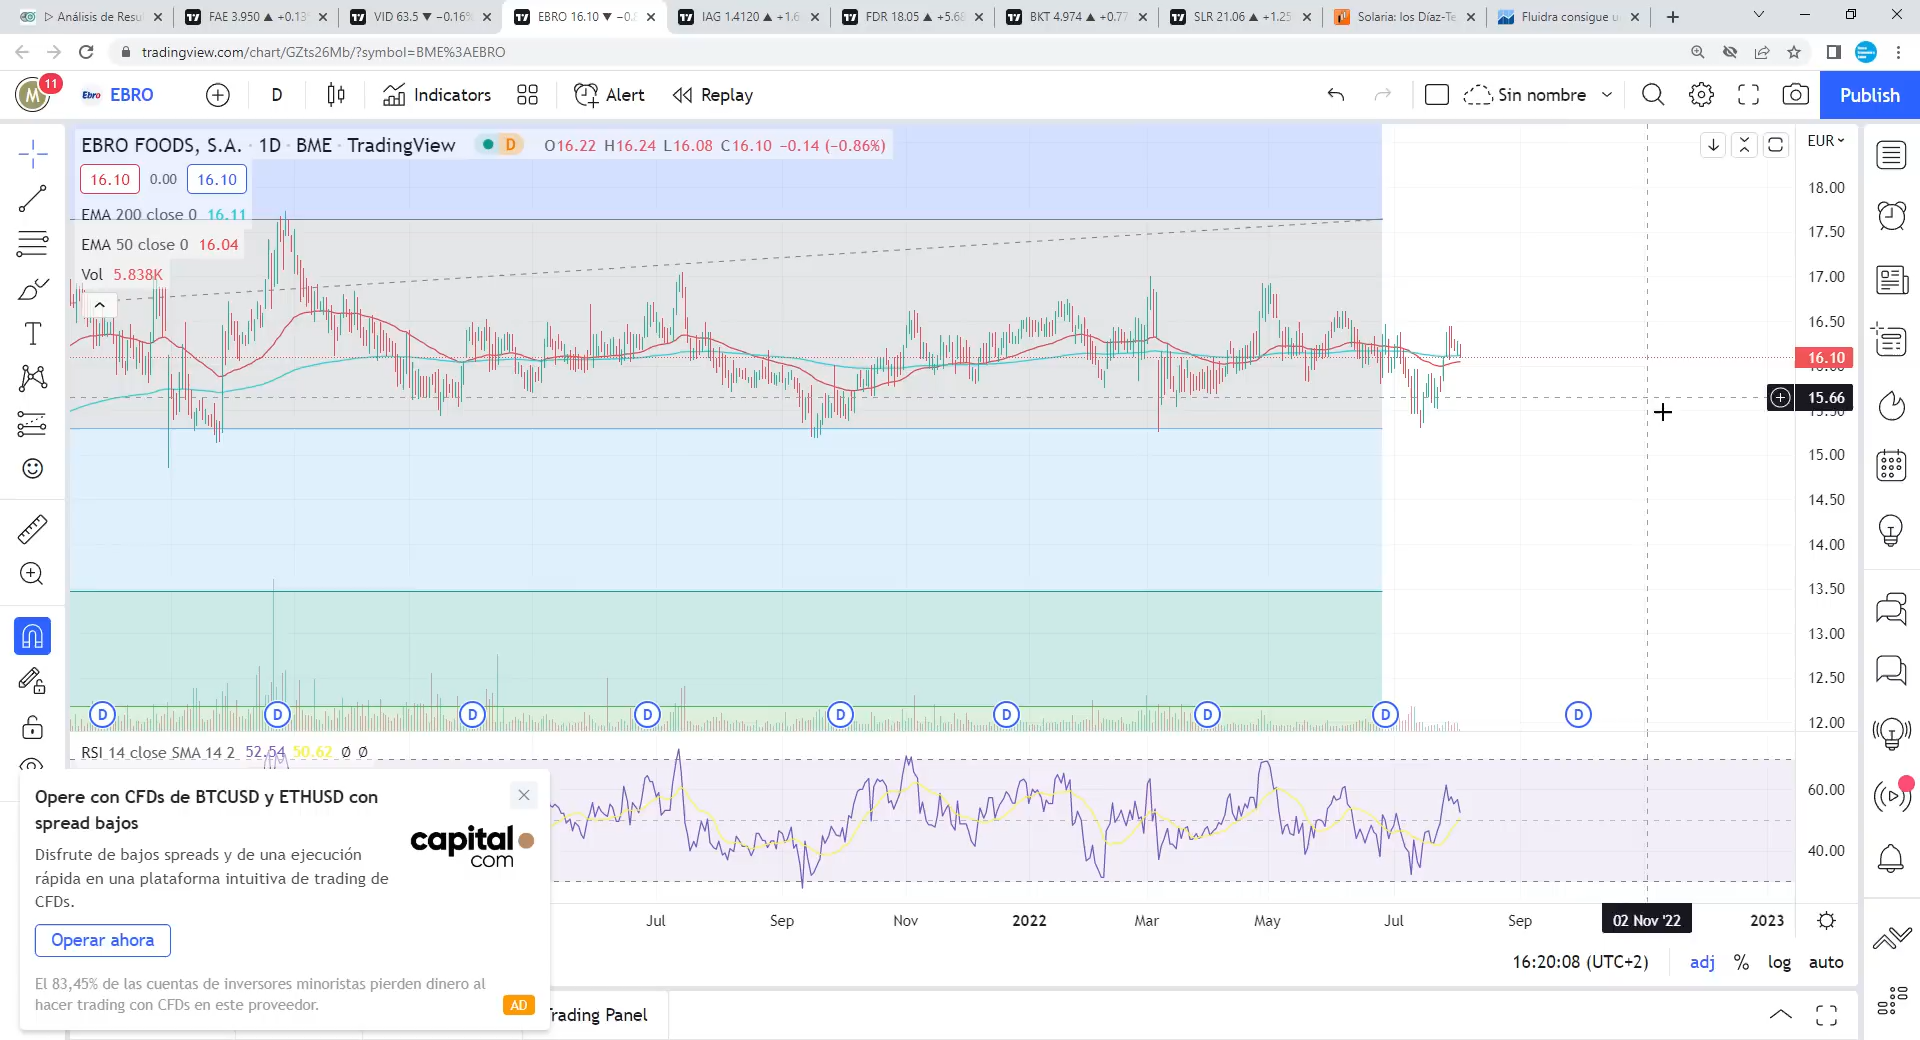 Análisis de Resul
FAE 3.950 ▲ +0.13%
VID 63.5 ▼ −0.16%
EBRO 16.10 ▼ −0.8
IAG 1.4120 ▲ +1.6
FDR 18.05 ▲ +5.68
BKT 4.974 ▲ +0.77
SLR 21.06 ▲ +1.25
Solaria: los Díaz-Te
Fluidra consigue u
tradingview.com/chart/GZts26Mb/?symbol=BME%3AEBRO
M
11
Ebro
EBRO
D
Indicators
Alert
Replay
Sin nombre
Publish
EBRO FOODS, S.A. · 1D · BME · TradingView
D
O16.22 H16.24 L16.08 C16.10 −0.14 (−0.86%)
EUR
16.10
0.00
16.10
EMA 200 close 0 16.11
EMA 50 close 0 16.04
Vol 5.838K
18.00
17.50
17.00
16.50
16.10
16.00
15.66
15.50
15.00
14.50
14.00
13.50
13.00
12.50
12.00
D
D
D
D
D
D
D
D
D
RSI 14 close SMA 14 2 52.54 50.62 Ø Ø
60.00
40.00
Jul
Sep
Nov
2022
Mar
May
Jul
Sep
02 Nov '22
2023
16:20:08 (UTC+2)
adj
%
log
auto
Opere con CFDs de BTCUSD y ETHUSD con
spread bajos
Disfrute de bajos spreads y de una ejecución
rápida en una plataforma intuitiva de trading de
CFDs.
capital
com
Operar ahora
El 83,45% de las cuentas de inversores minoristas pierden dinero al
hacer trading con CFDs en este proveedor.
AD
Trading Panel